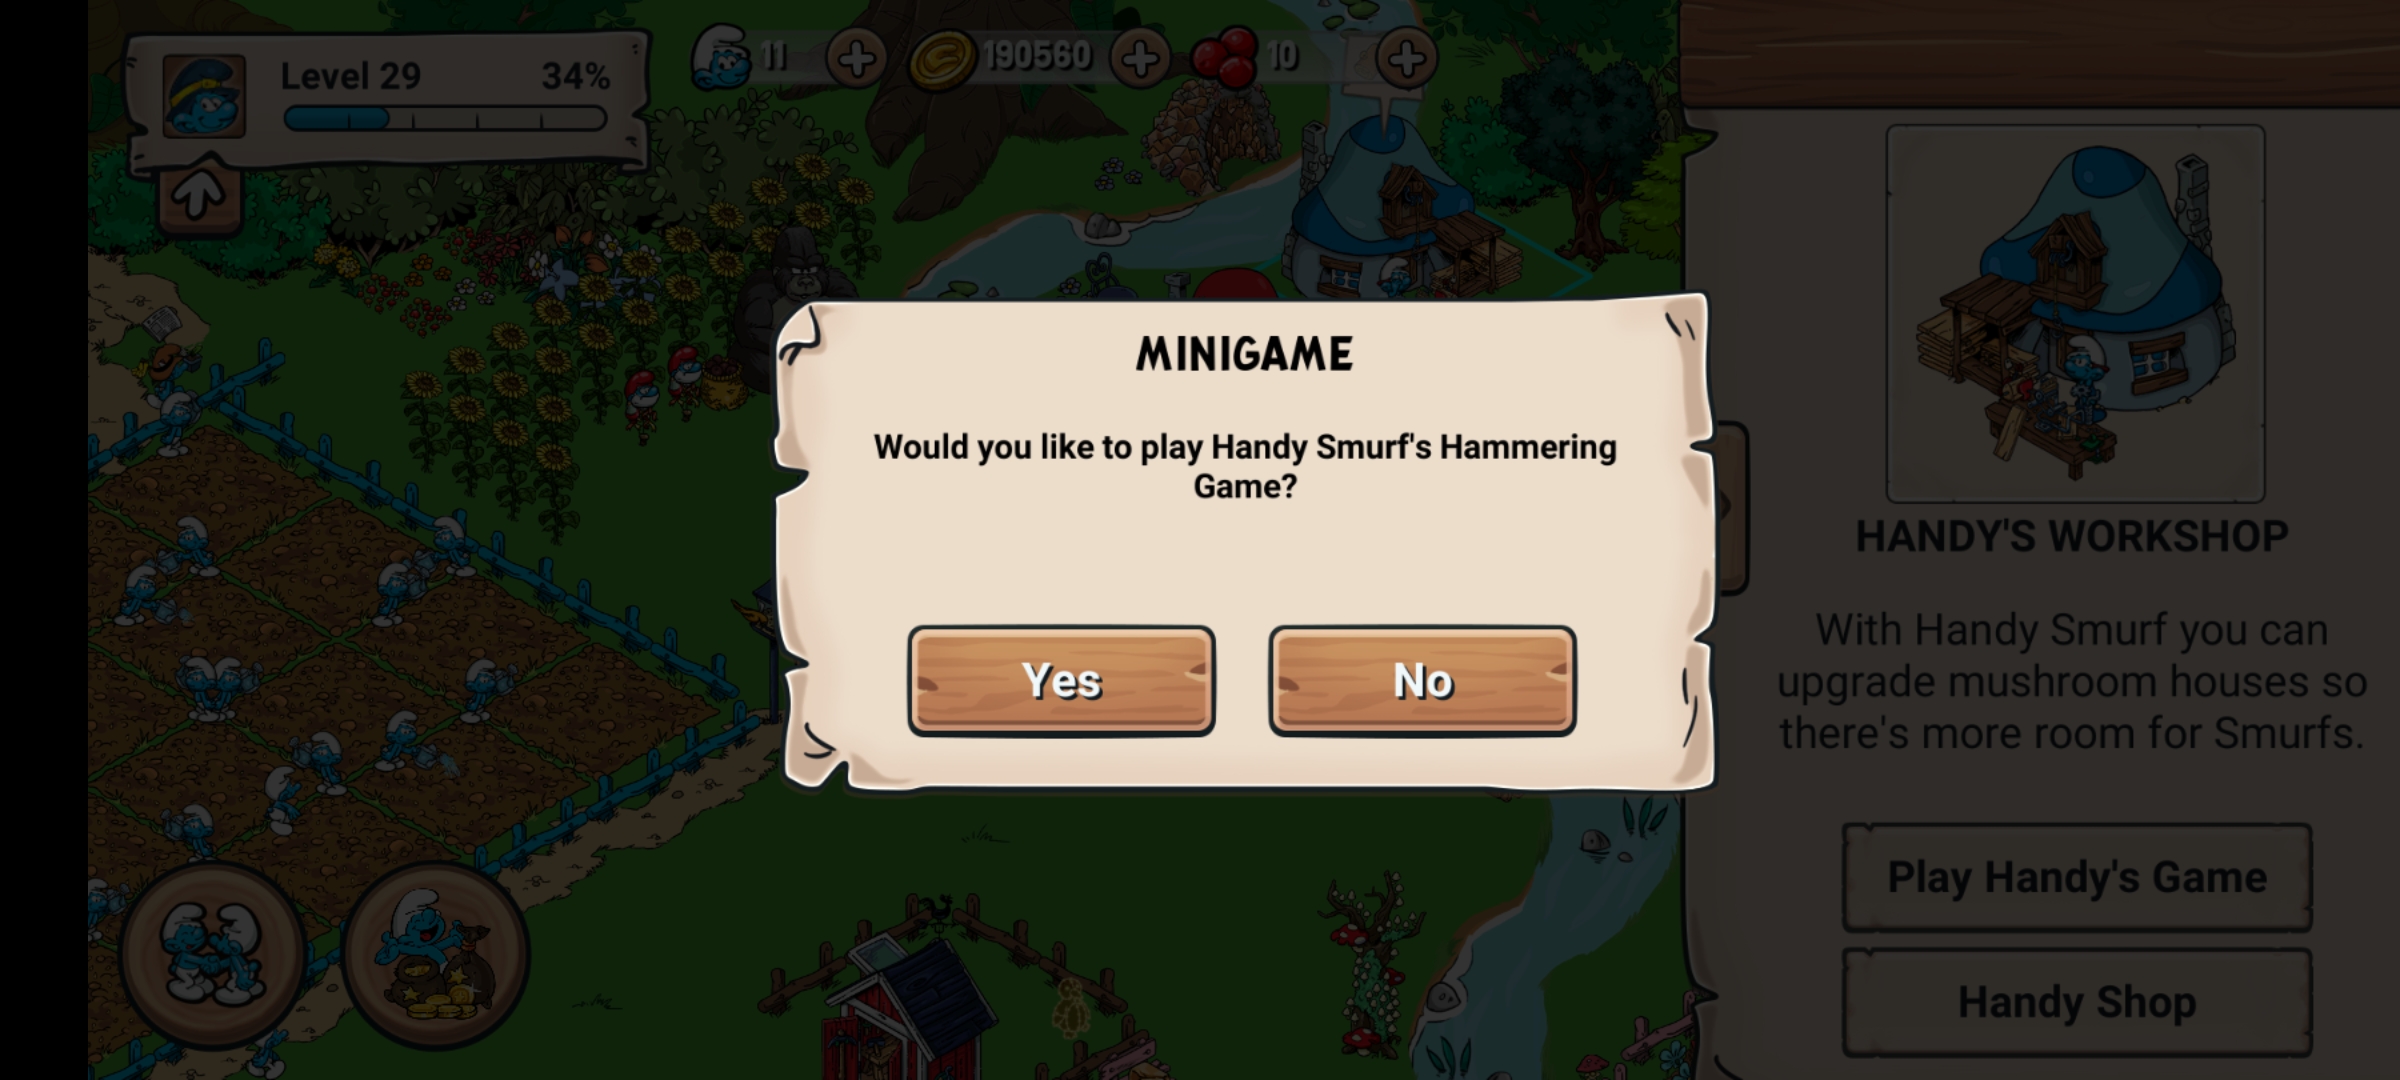 Level 29 34%
11
190560
10
MINIGAME
Would you like to play Handy Smurf's Hammering
Game?
Yes
No
HANDY'S WORKSHOP
With Handy Smurf you can
upgrade mushroom houses so
there's more room for Smurfs.
Play Handy's Game
Handy Shop